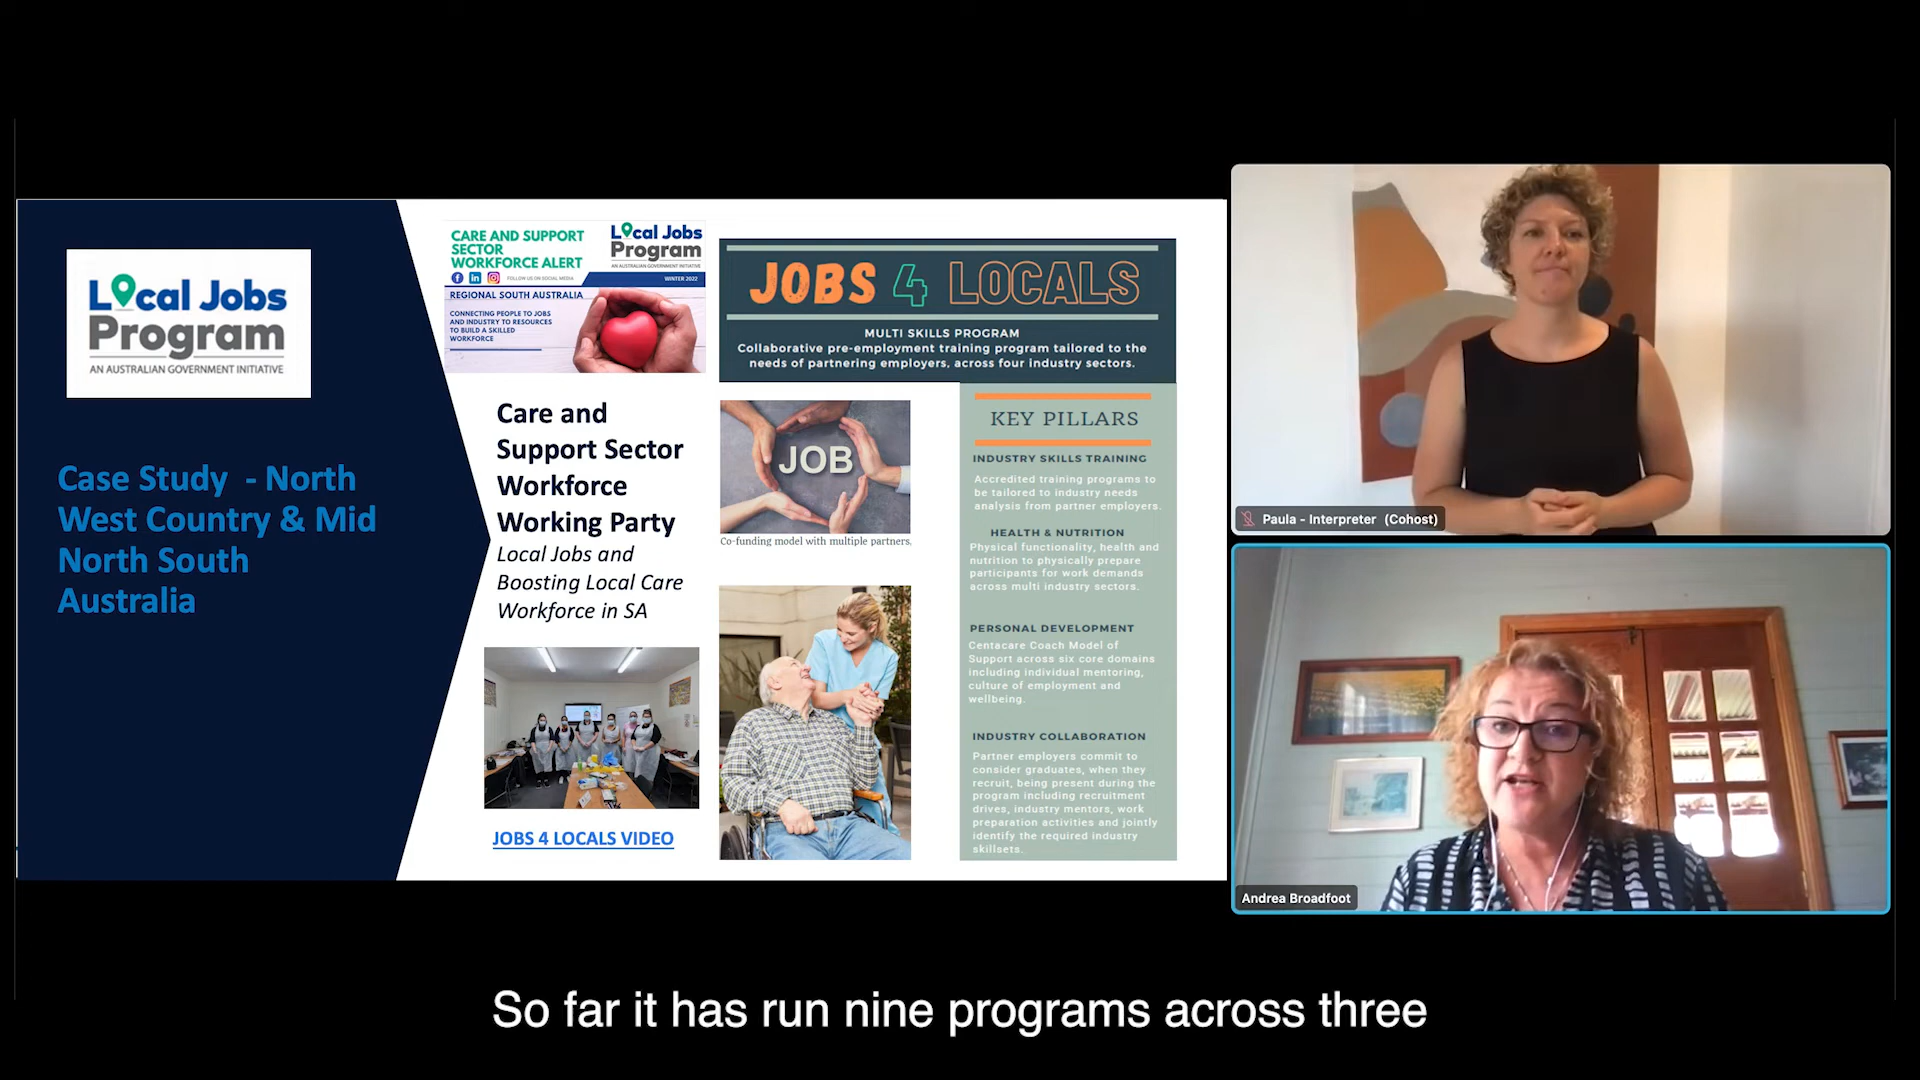 Local Jobs
Program
AN AUSTRALIAN GOVERNMENT INITIATIVE
Case Study - North
West Country & Mid
North South
Australia
CARE AND SUPPORT
SECTOR
WORKFORCE ALERT
FOLLOW US ON SOCIAL MEDIA
Local Jobs
Program
AN AUSTRALIAN GOVERNMENT INITIATIVE
WINTER 2022
REGIONAL SOUTH AUSTRALIA
CONNECTING PEOPLE TO JOBS
AND INDUSTRY TO RESOURCES
TO BUILD A SKILLED
WORKFORCE
Care and
Support Sector
Workforce
Working Party
Local Jobs and
Boosting Local Care
Workforce in SA
JOBS 4 LOCALS VIDEO
JOBS 4 LOCALS
MULTI SKILLS PROGRAM
Collaborative pre-employment training program tailored to the
needs of partnering employers, across four industry sectors.
JOB
Co-funding model with multiple partners.
KEY PILLARS
INDUSTRY SKILLS TRAINING
Accredited training programs to
be tailored to industry needs
analysis from partner employers.
HEALTH & NUTRITION
Physical functionality, health and
nutrition to physically prepare
participants for work demands
across multi industry sectors.
PERSONAL DEVELOPMENT
Centacare Coach Model of
Support across six core domains
including individual mentoring,
culture of employment and
wellbeing.
INDUSTRY COLLABORATION
Partner employers commit to
consider graduates, when they
recruit, being present during the
program including recruitment
drives, industry mentors, work
preparation activities and jointly
identify the required industry
skillsets.
Paula - Interpreter (Cohost)
Andrea Broadfoot
So far it has run nine programs across three